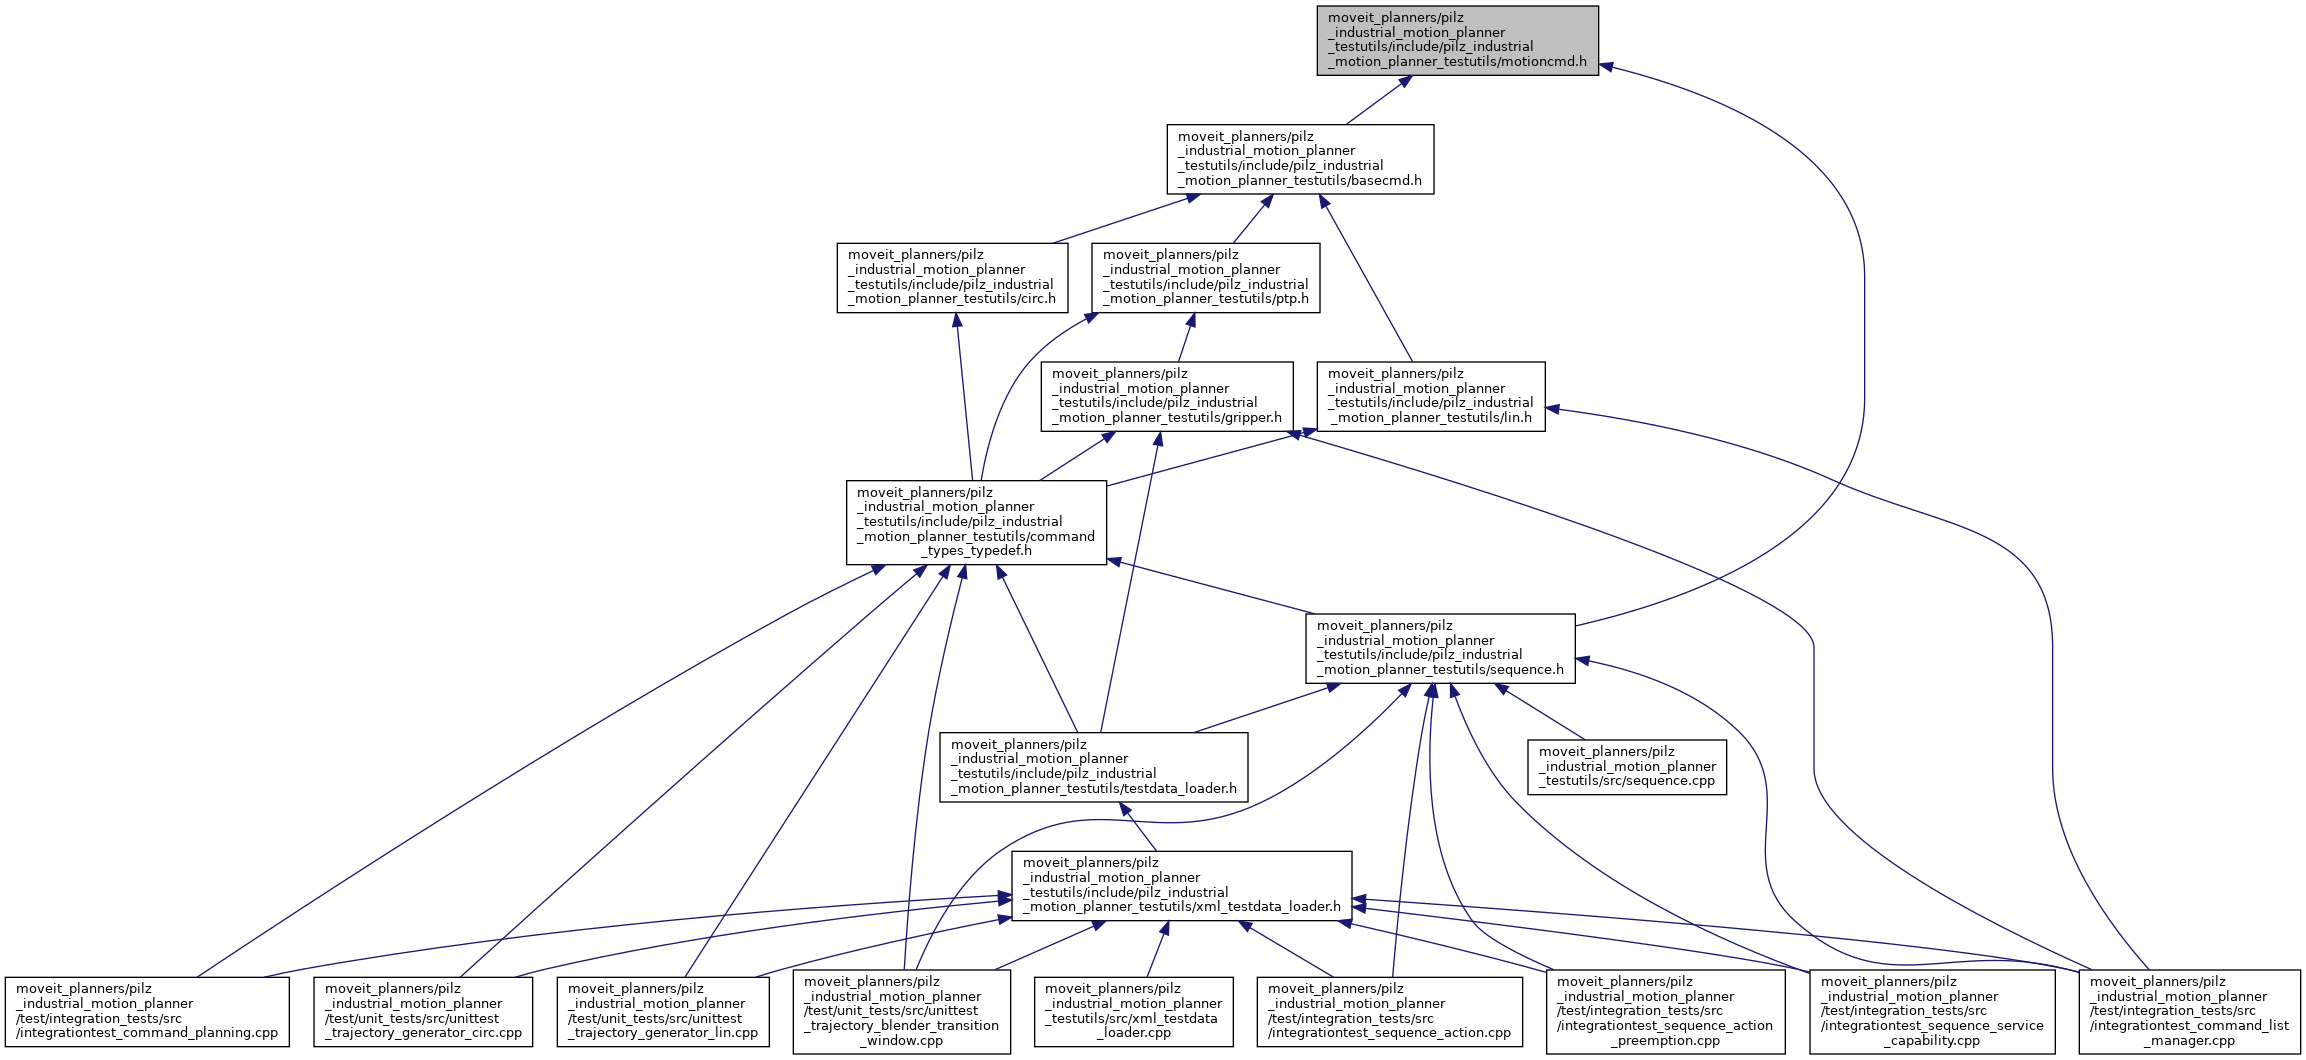 moveit_planners/pilz
_industrial_motion_planner
_testutils/include/pilz_industrial
_motion_planner_testutils/motioncmd.h
moveit_planners/pilz
_industrial_motion_planner
_testutils/include/pilz_industrial
_motion_planner_testutils/basecmd.h
moveit_planners/pilz
_industrial_motion_planner
_testutils/include/pilz_industrial
_motion_planner_testutils/circ.h
moveit_planners/pilz
_industrial_motion_planner
_testutils/include/pilz_industrial
_motion_planner_testutils/ptp.h
moveit_planners/pilz
_industrial_motion_planner
_testutils/include/pilz_industrial
_motion_planner_testutils/gripper.h
moveit_planners/pilz
_industrial_motion_planner
_testutils/include/pilz_industrial
_motion_planner_testutils/lin.h
moveit_planners/pilz
_industrial_motion_planner
_testutils/include/pilz_industrial
_motion_planner_testutils/command
_types_typedef.h
moveit_planners/pilz
_industrial_motion_planner
_testutils/include/pilz_industrial
_motion_planner_testutils/sequence.h
moveit_planners/pilz
_industrial_motion_planner
_testutils/include/pilz_industrial
_motion_planner_testutils/testdata_loader.h
moveit_planners/pilz
_industrial_motion_planner
_testutils/src/sequence.cpp
moveit_planners/pilz
_industrial_motion_planner
_testutils/include/pilz_industrial
_motion_planner_testutils/xml_testdata_loader.h
moveit_planners/pilz
_industrial_motion_planner
/test/integration_tests/src
/integrationtest_command_planning.cpp
moveit_planners/pilz
_industrial_motion_planner
/test/unit_tests/src/unittest
_trajectory_generator_circ.cpp
moveit_planners/pilz
_industrial_motion_planner
/test/unit_tests/src/unittest
_trajectory_generator_lin.cpp
moveit_planners/pilz
_industrial_motion_planner
/test/unit_tests/src/unittest
_trajectory_blender_transition
_window.cpp
moveit_planners/pilz
_industrial_motion_planner
_testutils/src/xml_testdata
_loader.cpp
moveit_planners/pilz
_industrial_motion_planner
/test/integration_tests/src
/integrationtest_sequence_action.cpp
moveit_planners/pilz
_industrial_motion_planner
/test/integration_tests/src
/integrationtest_sequence_action
_preemption.cpp
moveit_planners/pilz
_industrial_motion_planner
/test/integration_tests/src
/integrationtest_sequence_service
_capability.cpp
moveit_planners/pilz
_industrial_motion_planner
/test/integration_tests/src
/integrationtest_command_list
_manager.cpp